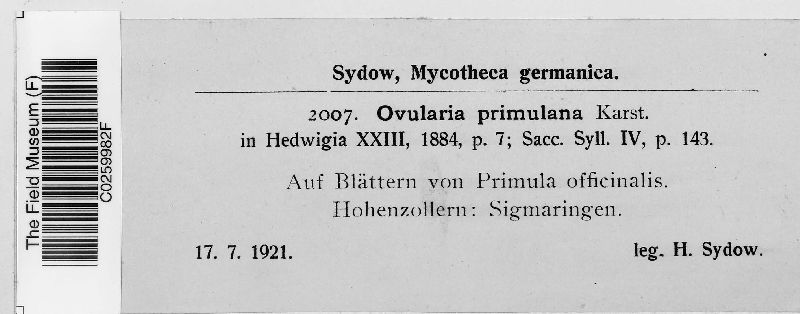 Sydow, Mycotheca germanica.
2007. Ovularia primulana Karst.
in Hedwigia XXIII, 1884, p. 7; Sacc. Syll. IV, p. 143.
Auf Blättern von Primula officinalis.
Hohenzollern: Sigmaringen.
17. 7. 1921. leg. H. Sydow.
The Field Museum (F)
C0259982F